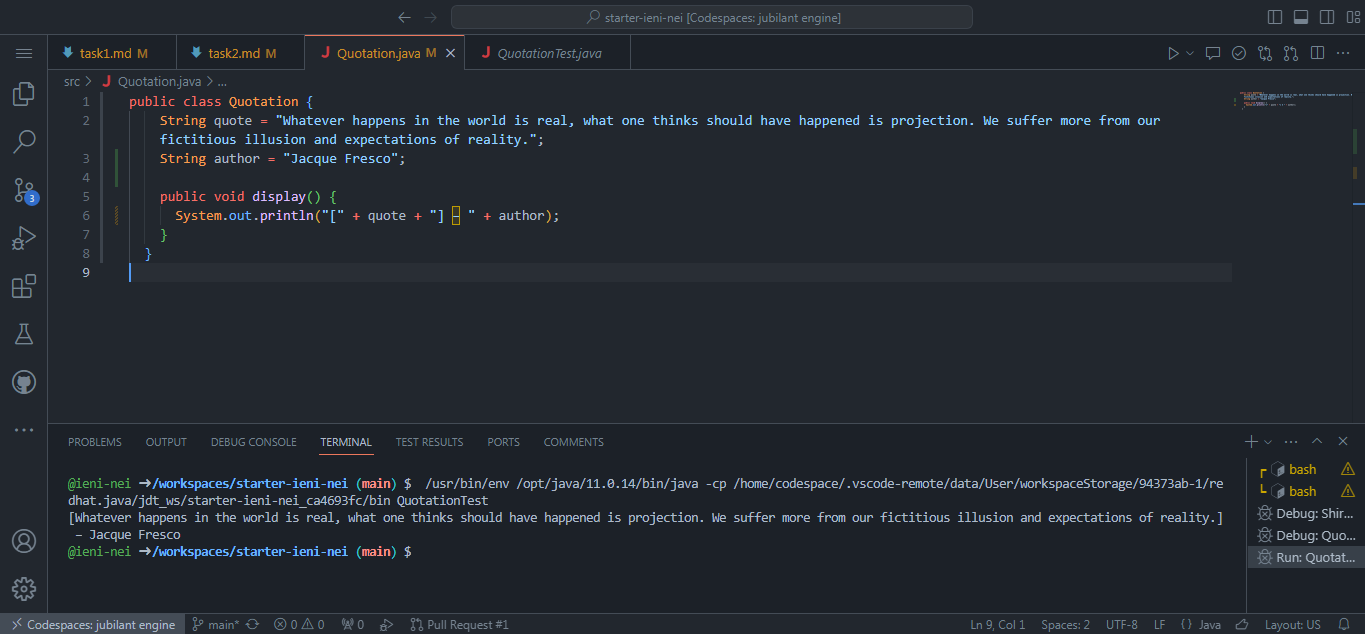 starter-ieni-nei [Codespaces: jubilant engine]
task1.md M
task2.md M
J Quotation.java M
J QuotationTest.java
src > J Quotation.java > ...
1 public class Quotation {
2 String quote = "Whatever happens in the world is real, what one thinks should have happened is projection. We suffer more from our
fictitious illusion and expectations of reality.";
3 String author = "Jacque Fresco";
4
5 public void display() {
6 System.out.println("[" + quote + "] – " + author);
7 }
8 }
9
3
PROBLEMS OUTPUT DEBUG CONSOLE TERMINAL TEST RESULTS PORTS COMMENTS
@ieni-nei ➜/workspaces/starter-ieni-nei (main) $ /usr/bin/env /opt/java/11.0.14/bin/java -cp /home/codespace/.vscode-remote/data/User/workspaceStorage/94373ab-1/re
dhat.java/jdt_ws/starter-ieni-nei_ca4693fc/bin QuotationTest
[Whatever happens in the world is real, what one thinks should have happened is projection. We suffer more from our fictitious illusion and expectations of reality.]
– Jacque Fresco
@ieni-nei ➜/workspaces/starter-ieni-nei (main) $
bash
bash
Debug: Shir...
Debug: Quo...
Run: Quotat...
Codespaces: jubilant engine main* 0 0 0 Pull Request #1 Ln 9, Col 1 Spaces: 2 UTF-8 LF {} Java Layout: US